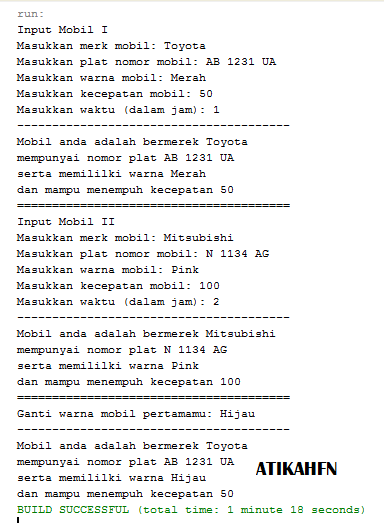 run:
Input Mobil I
Masukkan merk mobil: Toyota
Masukkan plat nomor mobil: AB 1231 UA
Masukkan warna mobil: Merah
Masukkan kecepatan mobil: 50
Masukkan waktu (dalam jam): 1
---------------------------------------
Mobil anda adalah bermerek Toyota
mempunyai nomor plat AB 1231 UA
serta memililki warna Merah
dan mampu menempuh kecepatan 50
=======================================
Input Mobil II
Masukkan merk mobil: Mitsubishi
Masukkan plat nomor mobil: N 1134 AG
Masukkan warna mobil: Pink
Masukkan kecepatan mobil: 100
Masukkan waktu (dalam jam): 2
---------------------------------------
Mobil anda adalah bermerek Mitsubishi
mempunyai nomor plat N 1134 AG
serta memililki warna Pink
dan mampu menempuh kecepatan 100
=======================================
Ganti warna mobil pertamamu: Hijau
---------------------------------------
Mobil anda adalah bermerek Toyota
mempunyai nomor plat AB 1231 UA
serta memililki warna Hijau
dan mampu menempuh kecepatan 50
BUILD SUCCESSFUL (total time: 1 minute 18 seconds)
ATIKAHFN